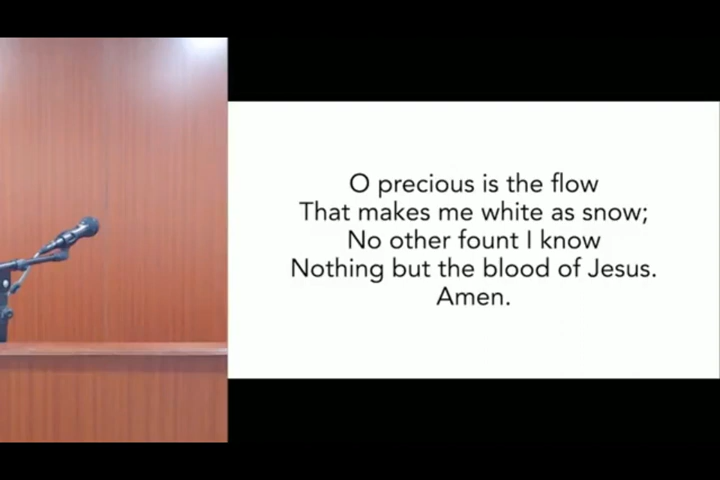 O precious is the flow
That makes me white as snow;
No other fount I know
Nothing but the blood of Jesus.
Amen.